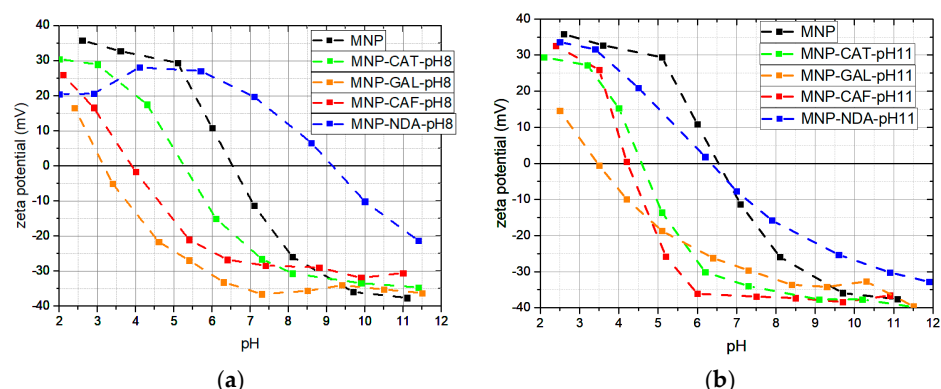 (a)
40
30
20
10
0
-10
-20
-30
-40
zeta potential (mV)
2 3 4 5 6 7 8 9 10 11 12
pH
MNP
MNP-CAT-pH8
MNP-GAL-pH8
MNP-CAF-pH8
MNP-NDA-pH8
(a)
(b)
40
30
20
10
0
-10
-20
-30
-40
zeta potential (mV)
2 3 4 5 6 7 8 9 10 11 12
pH
MNP
MNP-CAT-pH11
MNP-GAL-pH11
MNP-CAF-pH11
MNP-NDA-pH11
(b)